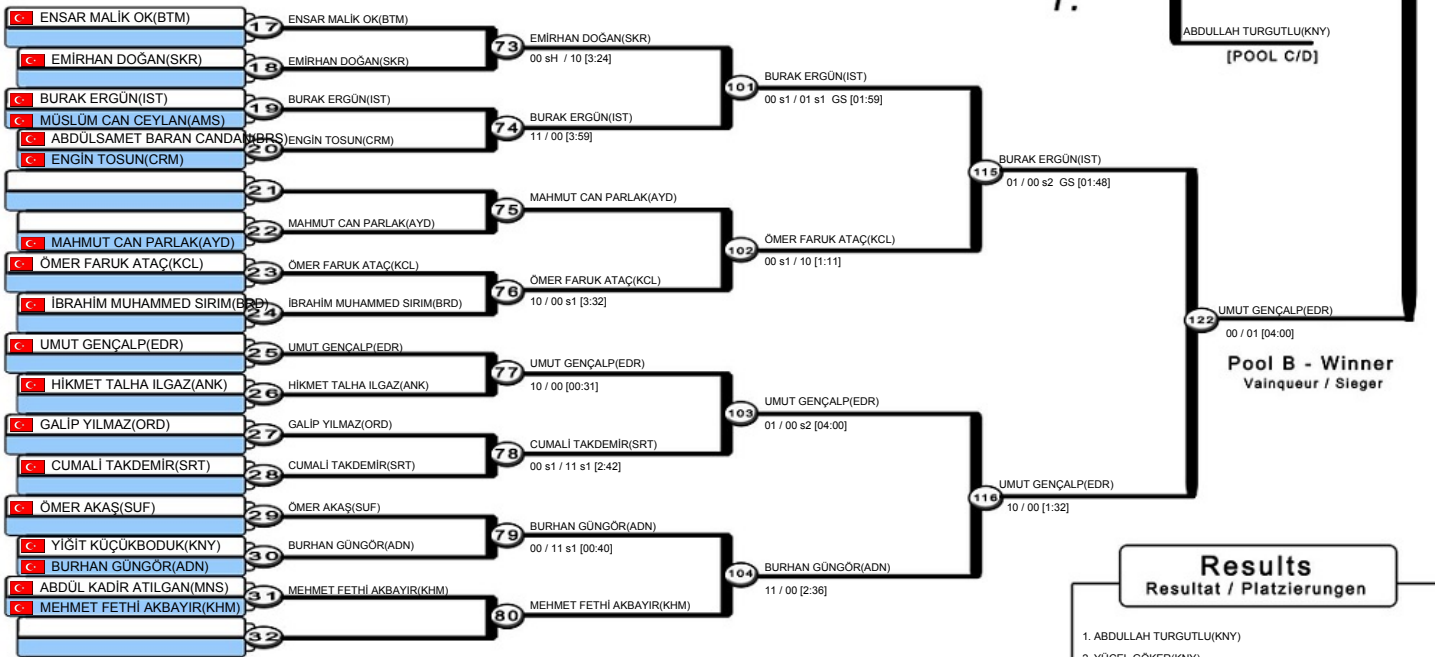 ENSAR MALİK OK(BTM)
17
EMİRHAN DOĞAN(SKR)
18
BURAK ERGÜN(IST)
19
MÜSLÜM CAN CEYLAN(AMS)
ABDÜLSAMET BARAN CANDAN(BRS)
20
ENGİN TOSUN(CRM)
21
22
MAHMUT CAN PARLAK(AYD)
ÖMER FARUK ATAÇ(KCL)
23
İBRAHİM MUHAMMED SIRIM(BRD)
24
UMUT GENÇALP(EDR)
25
HİKMET TALHA ILGAZ(ANK)
26
GALİP YILMAZ(ORD)
27
CUMALİ TAKDEMİR(SRT)
28
ÖMER AKAŞ(SUF)
29
YİĞİT KÜÇÜKBODUK(KNY)
30
BURHAN GÜNGÖR(ADN)
ABDÜL KADİR ATILGAN(MNS)
31
MEHMET FETHİ AKBAYIR(KHM)
32
ENSAR MALİK OK(BTM)
73
EMİRHAN DOĞAN(SKR)
BURAK ERGÜN(IST)
74
ENGİN TOSUN(CRM)
75
MAHMUT CAN PARLAK(AYD)
ÖMER FARUK ATAÇ(KCL)
76
İBRAHİM MUHAMMED SIRIM(BRD)
UMUT GENÇALP(EDR)
77
HİKMET TALHA ILGAZ(ANK)
GALİP YILMAZ(ORD)
78
CUMALİ TAKDEMİR(SRT)
ÖMER AKAŞ(SUF)
79
BURHAN GÜNGÖR(ADN)
MEHMET FETHİ AKBAYIR(KHM)
80
EMİRHAN DOĞAN(SKR)
00 sH / 10 [3:24]
101
BURAK ERGÜN(IST)
11 / 00 [3:59]
MAHMUT CAN PARLAK(AYD)
102
ÖMER FARUK ATAÇ(KCL)
10 / 00 s1 [3:32]
UMUT GENÇALP(EDR)
10 / 00 [00:31]
103
CUMALİ TAKDEMİR(SRT)
00 s1 / 11 s1 [2:42]
BURHAN GÜNGÖR(ADN)
00 / 11 s1 [00:40]
104
MEHMET FETHİ AKBAYIR(KHM)
BURAK ERGÜN(IST)
00 s1 / 01 s1 GS [01:59]
115
ÖMER FARUK ATAÇ(KCL)
00 s1 / 10 [1:11]
UMUT GENÇALP(EDR)
01 / 00 s2 [04:00]
116
BURHAN GÜNGÖR(ADN)
11 / 00 [2:36]
BURAK ERGÜN(IST)
01 / 00 s2 GS [01:48]
122
UMUT GENÇALP(EDR)
10 / 00 [1:32]
UMUT GENÇALP(EDR)
00 / 01 [04:00]
Pool B - Winner
Vainqueur / Sieger
ABDULLAH TURGUTLU(KNY)
[POOL C/D]
Results
Resultat / Platzierungen
1. ABDULLAH TURGUTLU(KNY)